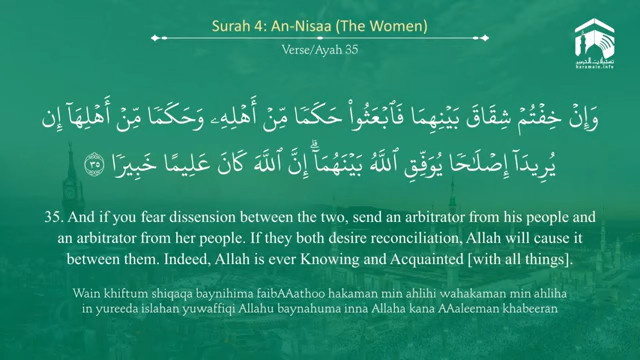 Surah 4: An-Nisaa (The Women)
Verse/Ayah 35
haramain.info
وَإِنْ خِفْتُمْ شِقَاقَ بَيْنِهِمَا فَٱبْعَثُوا۟ حَكَمًا مِّنْ أَهْلِهِۦ وَحَكَمًا مِّنْ أَهْلِهَآ إِن
يُرِيدَآ إِصْلَـٰحًا يُوَفِّقِ ٱللَّهُ بَيْنَهُمَآ ۗ إِنَّ ٱللَّهَ كَانَ عَلِيمًا خَبِيرًا ٣٥
35. And if you fear dissension between the two, send an arbitrator from his people and
an arbitrator from her people. If they both desire reconciliation, Allah will cause it
between them. Indeed, Allah is ever Knowing and Acquainted [with all things].
Wain khiftum shiqaqa baynihima faibAAathoo hakaman min ahlihi wahakaman min ahliha
in yureeda islahan yuwaffiqi Allahu baynahuma inna Allaha kana AAaleeman khabeeran